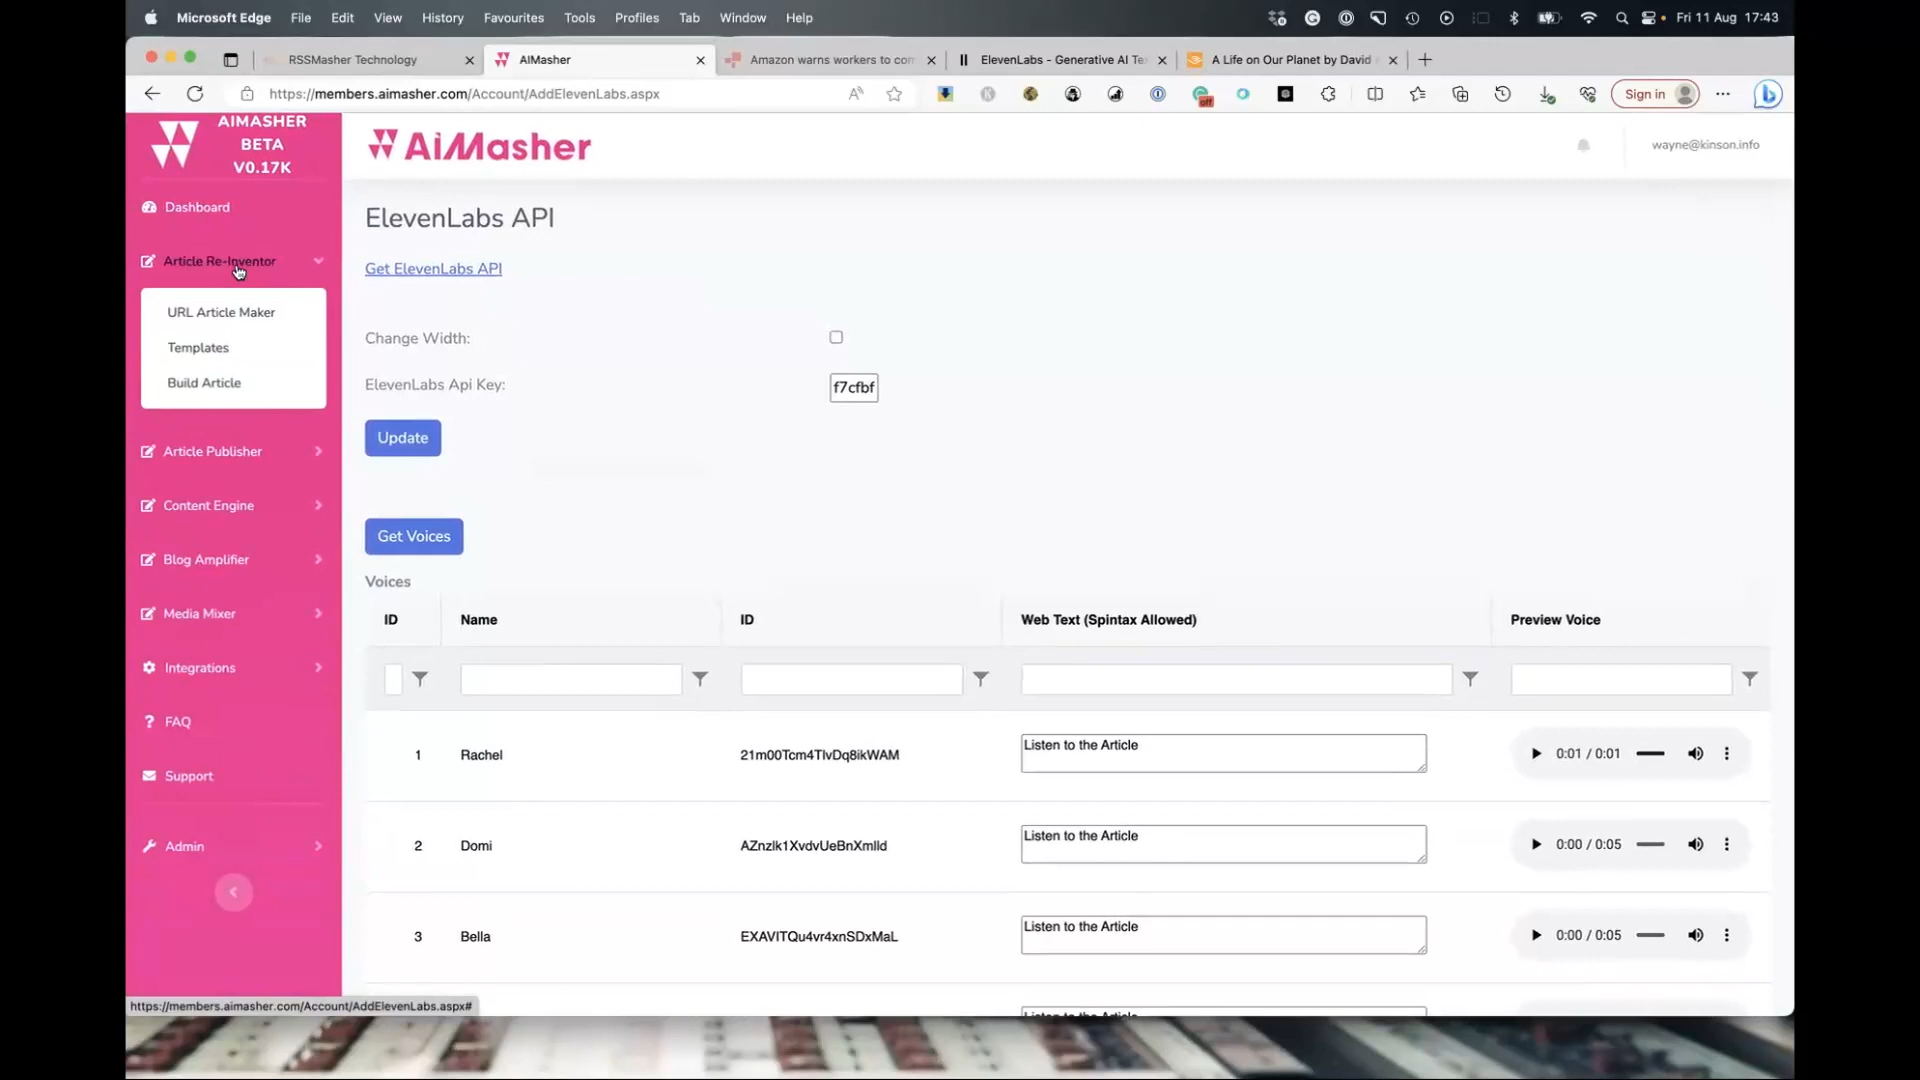 Microsoft Edge File Edit View History Favourites Tools Profiles Tab Window Help Fri 11 Aug 17:43
RSSMasher Technology AIMasher Amazon warns workers to com ElevenLabs - Generative AI Te A Life on Our Planet by David
https://members.aimasher.com/Account/AddElevenLabs.aspx Sign in
AIMASHER
BETA
V0.17K
AiMasher
wayne@kinson.info
Dashboard
Article Re-Inventor
URL Article Maker
Templates
Build Article
Article Publisher
Content Engine
Blog Amplifier
Media Mixer
Integrations
? FAQ
Support
Admin
ElevenLabs API
Get ElevenLabs API
Change Width:
ElevenLabs Api Key: f7cfbf
Update
Get Voices
Voices
ID Name ID Web Text (Spintax Allowed) Preview Voice
1 Rachel 21m00Tcm4TlvDq8ikWAM Listen to the Article 0:01 / 0:01
2 Domi AZnzlk1XvdvUeBnXmlld Listen to the Article 0:00 / 0:05
3 Bella EXAVITQu4vr4xnSDxMaL Listen to the Article 0:00 / 0:05
Listen to the Article
https://members.aimasher.com/Account/AddElevenLabs.aspx#